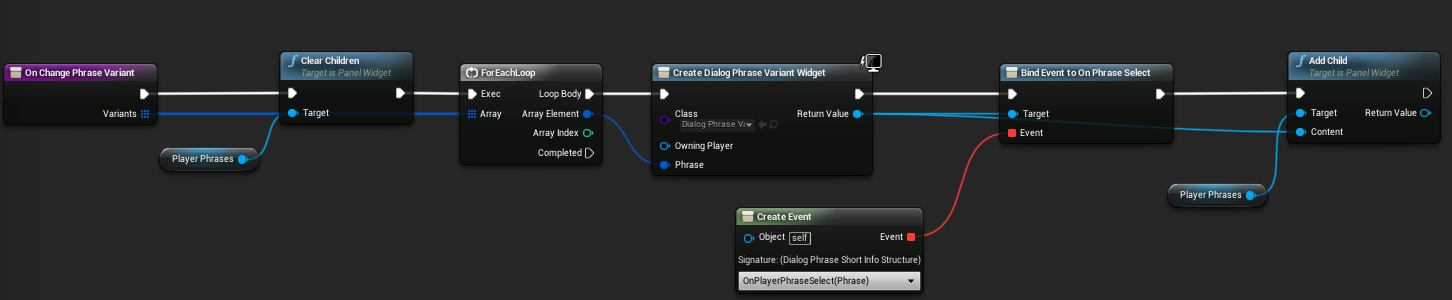 On Change Phrase Variant
Variants
Player Phrases
f Clear Children
Target is Panel Widget
Target
ForEachLoop
Exec
Loop Body
Array
Array Element
Array Index
Completed
Create Dialog Phrase Variant Widget
Class
Return Value
Dialog Phrase Va
Owning Player
Phrase
Create Event
Object self
Event
Signature: (Dialog Phrase Short Info Structure)
OnPlayerPhraseSelect(Phrase)
Bind Event to On Phrase Select
Target
Event
f Add Child
Target is Panel Widget
Target
Return Value
Content
Player Phrases